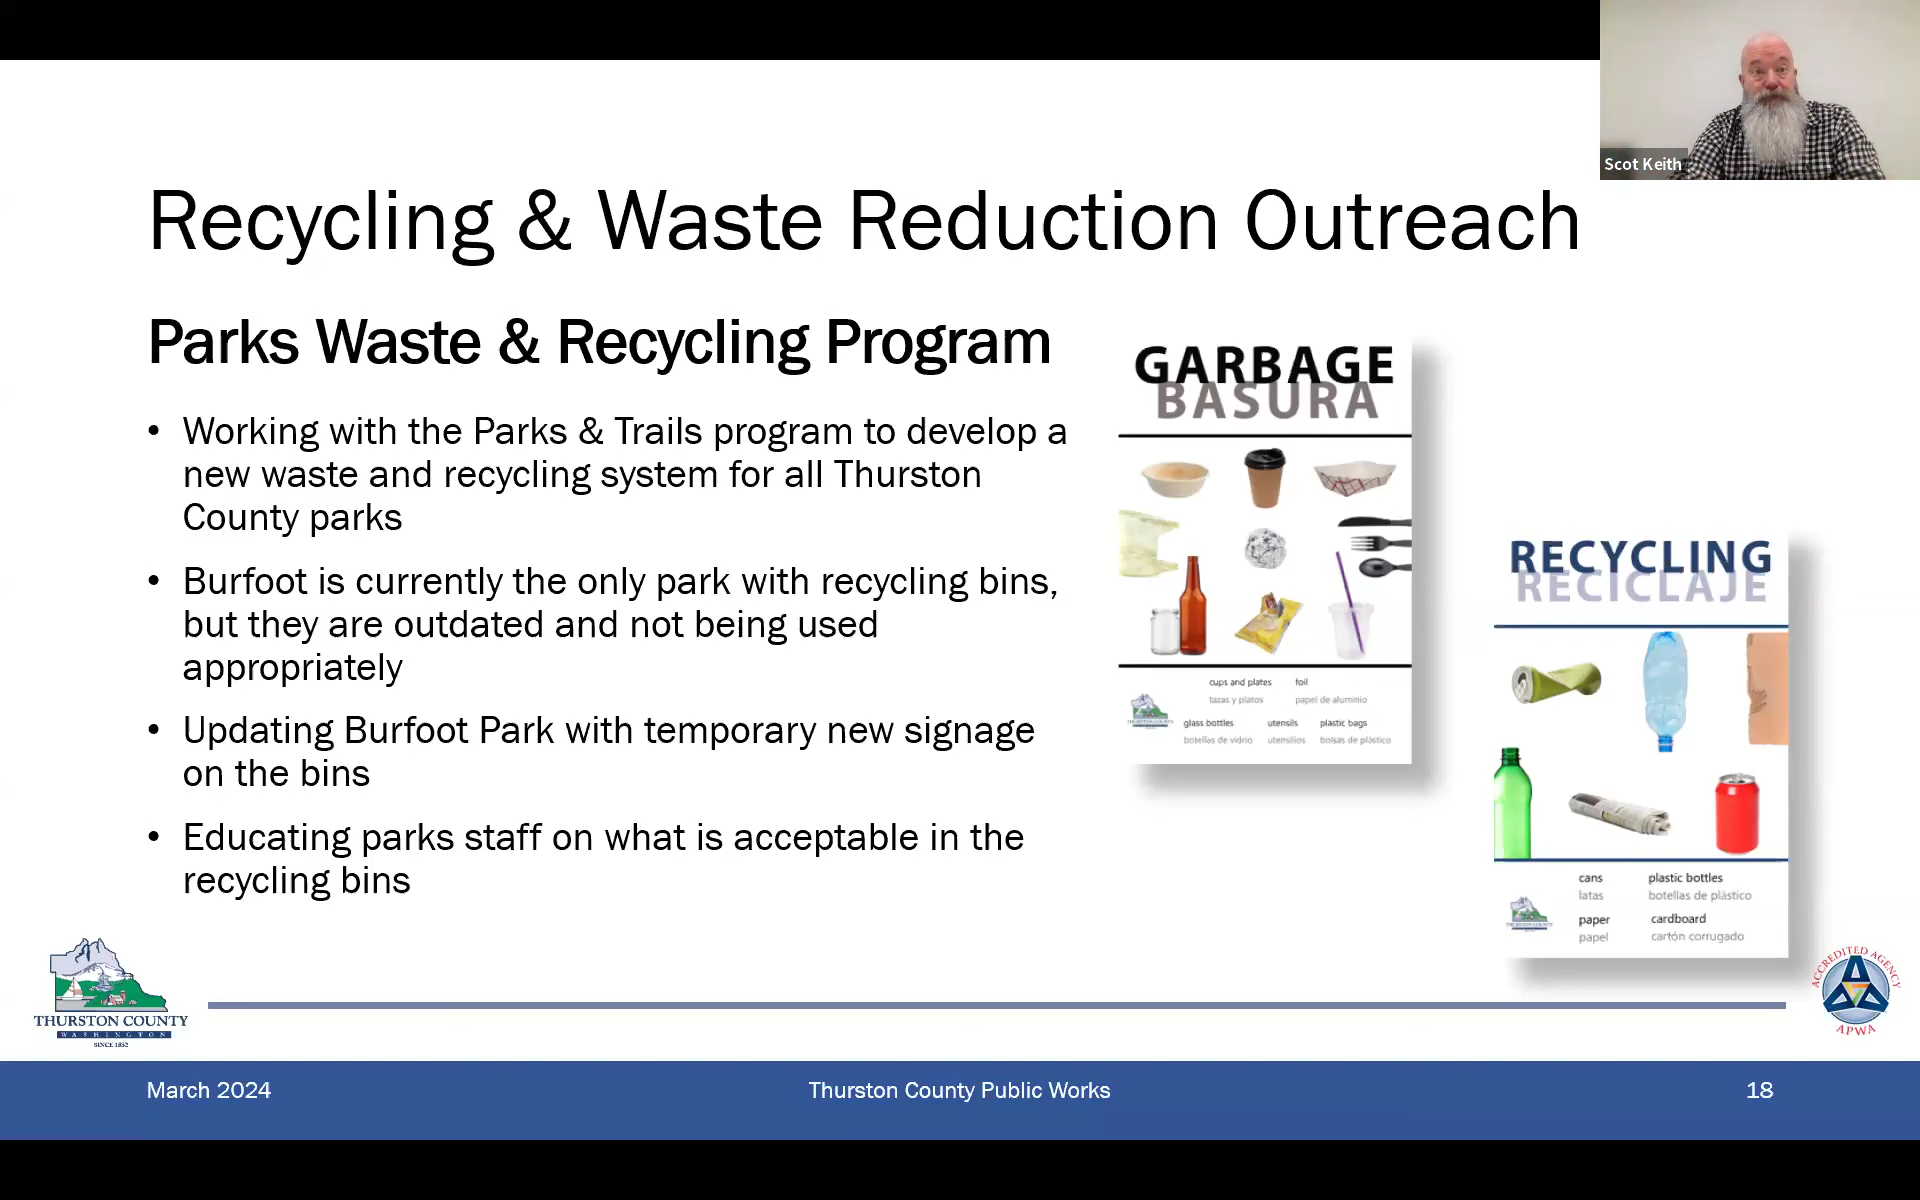 Scot Keith
Recycling & Waste Reduction Outreach
Parks Waste & Recycling Program
• Working with the Parks & Trails program to develop a
new waste and recycling system for all Thurston
County parks
• Burfoot is currently the only park with recycling bins,
but they are outdated and not being used
appropriately
• Updating Burfoot Park with temporary new signage
on the bins
• Educating parks staff on what is acceptable in the
recycling bins
GARBAGE
BASURA
cups and plates foil
tazas y platos papel de aluminio
glass bottles utensils plastic bags
botellas de vidrio utensilios bolsas de plástico
RECYCLING
RECICLAJE
cans plastic bottles
latas botellas de plástico
paper cardboard
papel cartón corrugado
THURSTON COUNTY
WASHINGTON
SINCE 1852
ACCREDITED AGENCY
APWA
March 2024 Thurston County Public Works 18